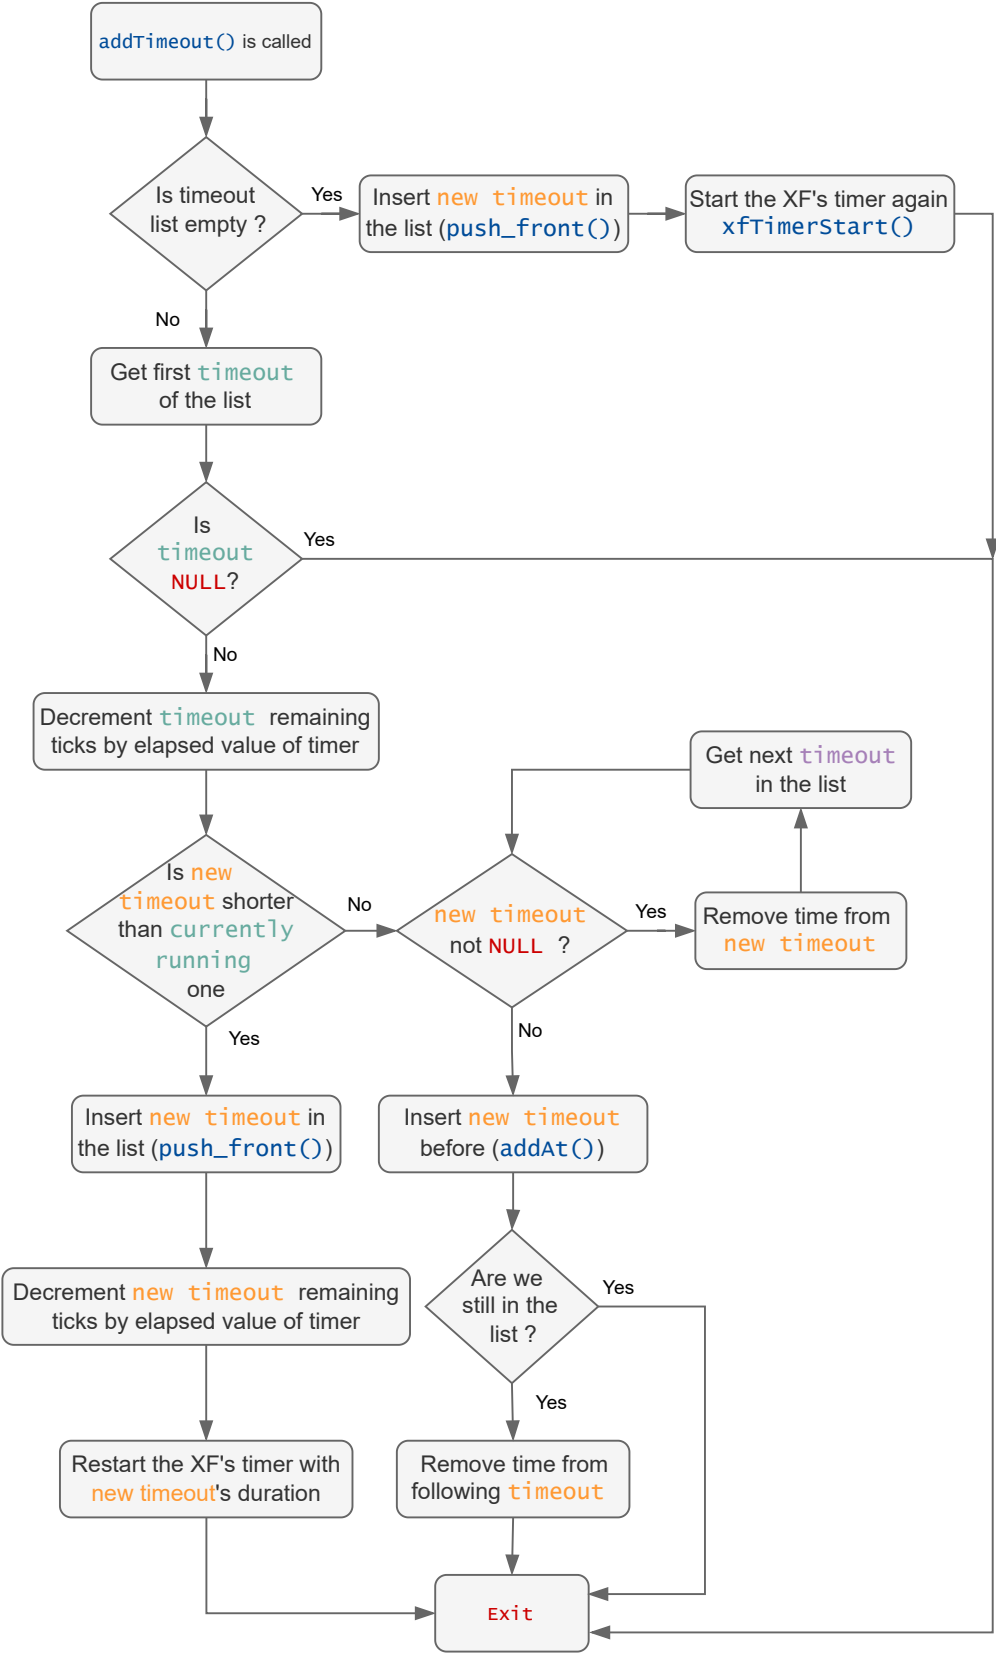 addTimeout() is called
Is timeout
list empty ?
Yes
Insert new timeout in
the list (push_front())
Start the XF's timer again
xfTimerStart()
No
Get first timeout
of the list
Is
timeout
NULL?
Yes
No
Decrement timeout remaining
ticks by elapsed value of timer
Get next timeout
in the list
Is new
timeout shorter
than currently
running
one
No
new timeout
not NULL ?
Yes
Remove time from
new timeout
Yes
No
Insert new timeout in
the list (push_front())
Insert new timeout
before (addAt())
Decrement new timeout remaining
ticks by elapsed value of timer
Are we
still in the
list ?
Yes
Yes
Restart the XF's timer with
new timeout's duration
Remove time from
following timeout
Exit